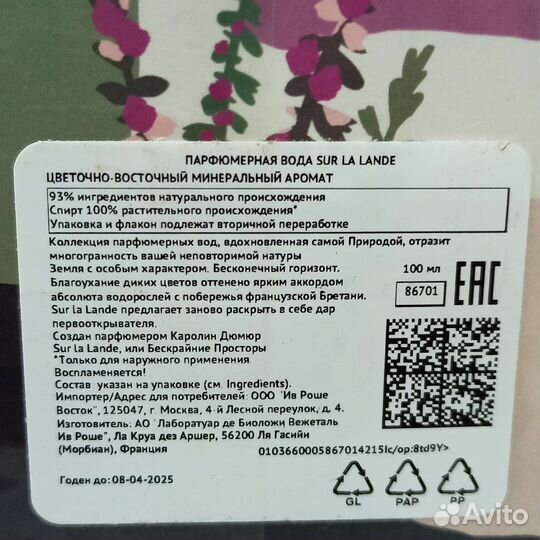 ПАРФЮМЕРНАЯ ВОДА SUR LA LANDE
ЦВЕТОЧНО-ВОСТОЧНЫЙ МИНЕРАЛЬНЫЙ АРОМАТ
93% ингредиентов натурального происхождения
Спирт 100% растительного происхождения*
Упаковка и флакон подлежат вторичной переработке
Коллекция парфюмерных вод, вдохновленная самой Природой, отразит
многогранность вашей неповторимой натуры
Земля с особым характером. Бесконечный горизонт.
100 мл
Благоухание диких цветов оттенено ярким аккордом
86701
EAC
абсолюта водорослей с побережья французской Бретани.
Sur la Lande предлагает заново раскрыть в себе дар
первооткрывателя.
Создан парфюмером Каролин Дюмюр
Sur la Lande, или Бескрайние Просторы
*Только для наружного применения.
Воспламеняется!
Состав: указан на упаковке (см. Ingredients).
Импортер/Адрес для потребителей: ООО "Ив Роше
Восток", 125047, г. Москва, 4-й Лесной переулок, д. 4.
Изготовитель: АО "Лаборатуар де Биоложи Вежеталь
Ив Роше", Ла Круа дез Аршер, 56200 Ля Гасийи
(Морбиан), Франция
0103660005867014215Ic/op:8td9Y>
Годен до: 08-04-2025
GL
PAP
PP
Avito